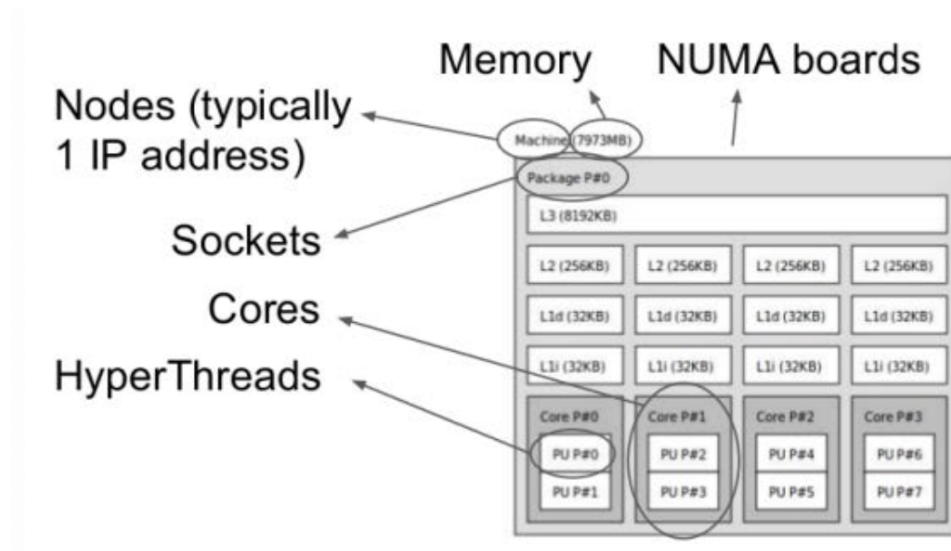 Memory
NUMA boards
Nodes (typically
1 IP address)
Machine (7973MB)
Package P#0
L3 (8192KB)
Sockets
L2 (256KB) L2 (256KB) L2 (256KB) L2 (256KB)
Cores
L1d (32KB) L1d (32KB) L1d (32KB) L1d (32KB)
HyperThreads
L1i (32KB) L1i (32KB) L1i (32KB) L1i (32KB)
Core P#0 Core P#1 Core P#2 Core P#3
PU P#0 PU P#2 PU P#4 PU P#6
PU P#1 PU P#3 PU P#5 PU P#7